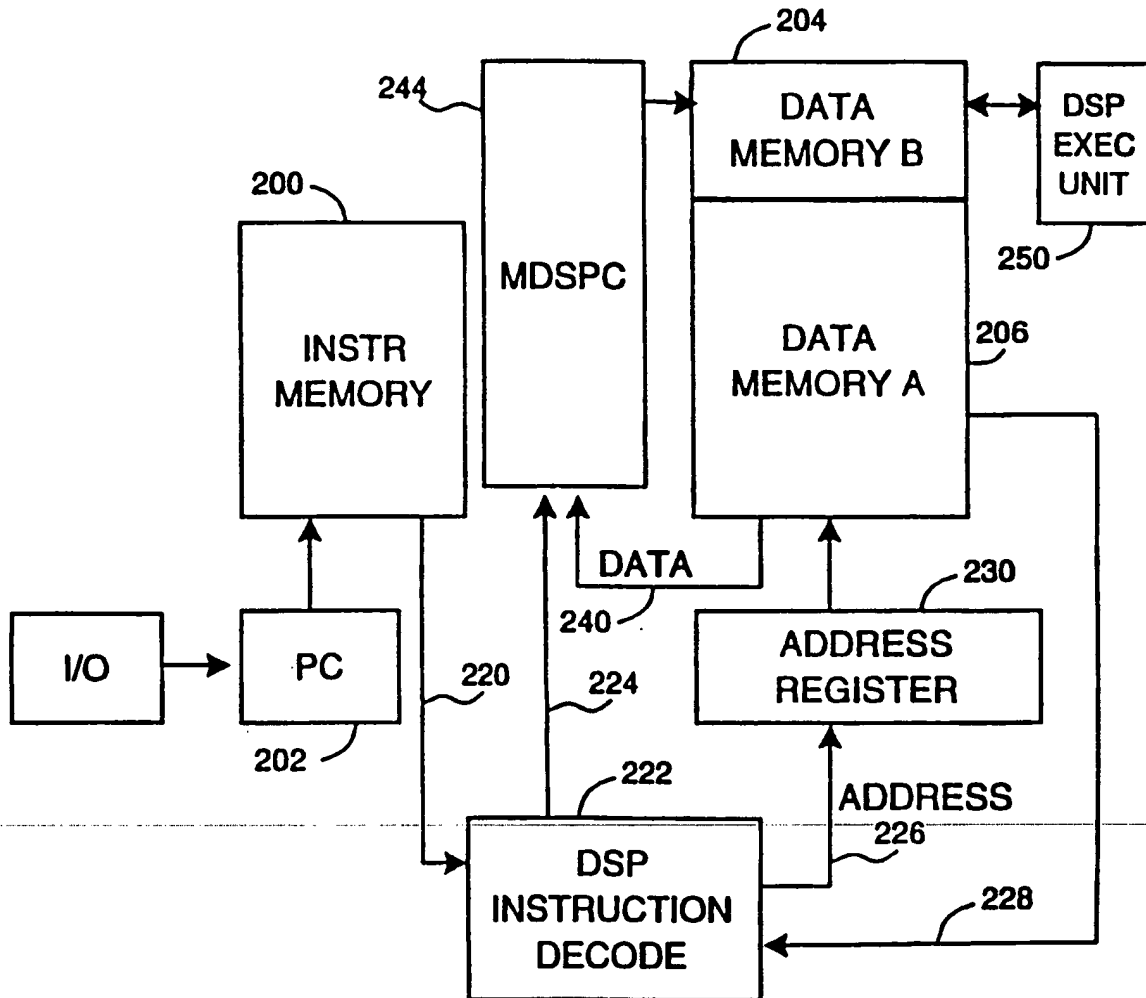 204
244
DATA
MEMORY B
DSP
EXEC
UNIT
200
250
MDSPC
INSTR
MEMORY
DATA
MEMORY A
206
DATA
240
230
I/O
PC
ADDRESS
REGISTER
220
224
202
222
ADDRESS
226
DSP
INSTRUCTION
DECODE
228